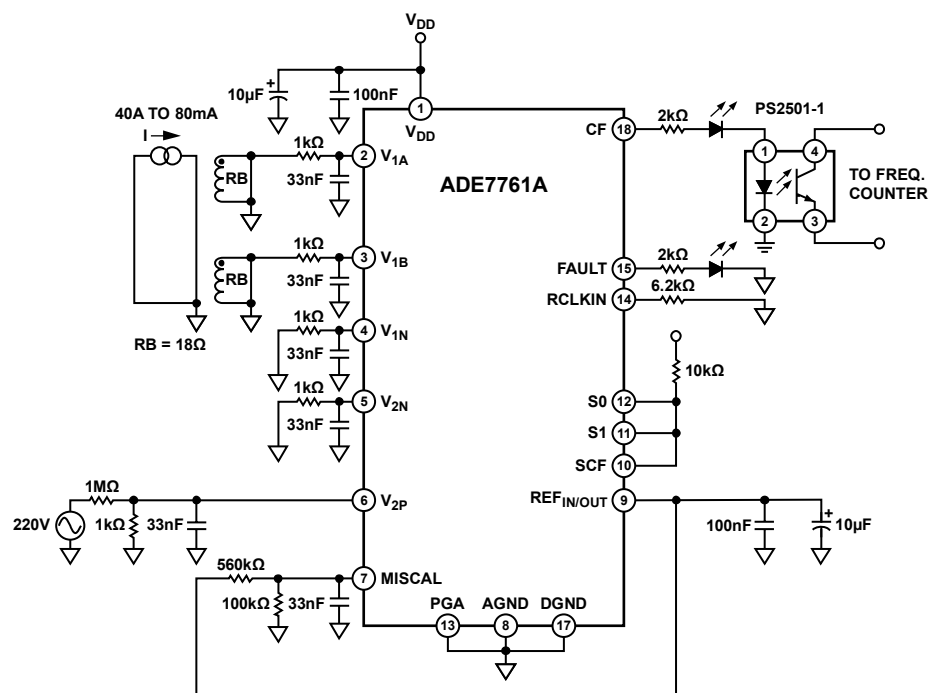 VDD
10µF
+
100nF
1
VDD
40A TO 80mA
I
RB
1kΩ
33nF
2
V1A
ADE7761A
CF
18
2kΩ
PS2501-1
1
4
2
3
TO FREQ.
COUNTER
RB
1kΩ
33nF
3
V1B
FAULT
15
2kΩ
RCLKIN
14
6.2kΩ
RB = 18Ω
1kΩ
33nF
4
V1N
10kΩ
1kΩ
33nF
5
V2N
S0
12
S1
11
SCF
10
220V
1MΩ
1kΩ
33nF
6
V2P
REFIN/OUT
9
100nF
+
10µF
560kΩ
100kΩ
33nF
7
MISCAL
PGA
AGND
DGND
13
8
17